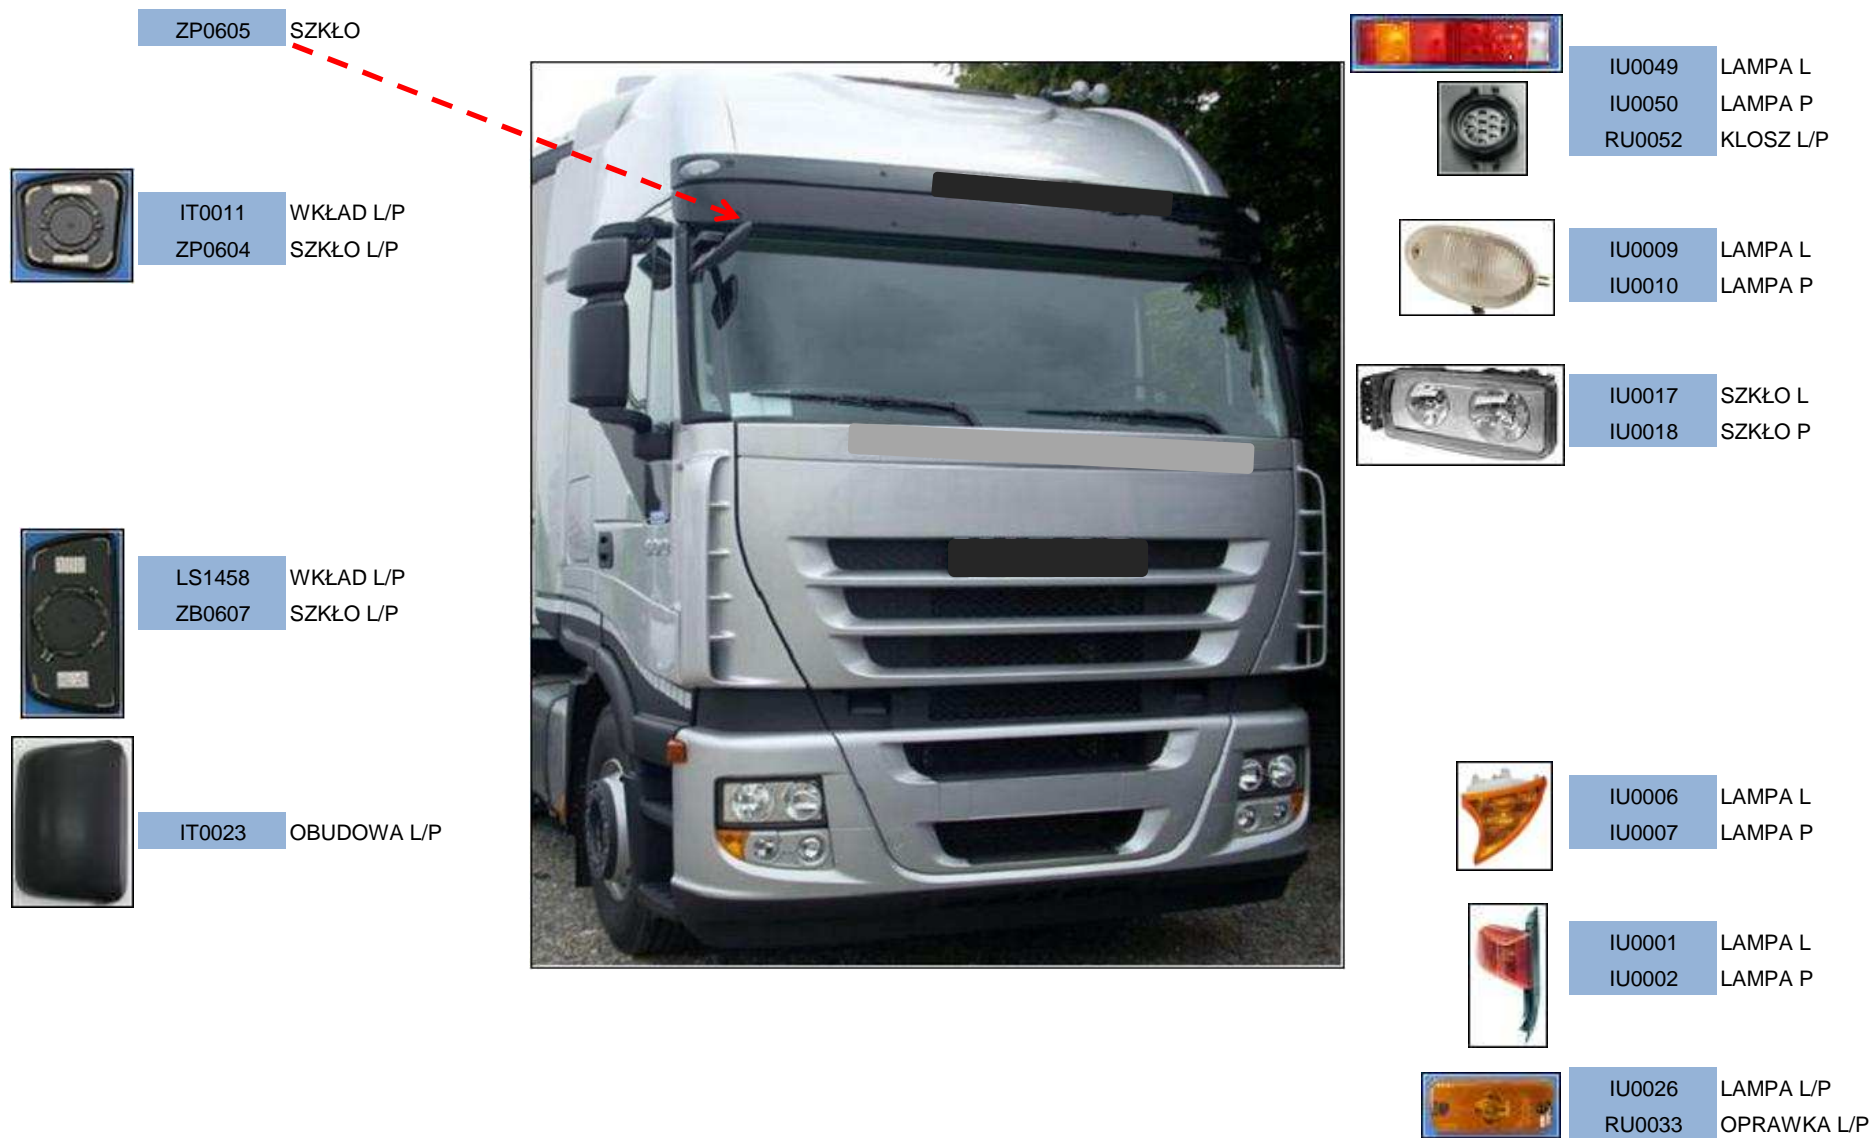 ZP0605 SZKŁO
IT0011 WKŁAD L/P
ZP0604 SZKŁO L/P
LS1458 WKŁAD L/P
ZB0607 SZKŁO L/P
IT0023 OBUDOWA L/P
IU0049 LAMPA L
IU0050 LAMPA P
RU0052 KLOSZ L/P
IU0009 LAMPA L
IU0010 LAMPA P
IU0017 SZKŁO L
IU0018 SZKŁO P
IU0006 LAMPA L
IU0007 LAMPA P
IU0001 LAMPA L
IU0002 LAMPA P
IU0026 LAMPA L/P
RU0033 OPRAWKA L/P